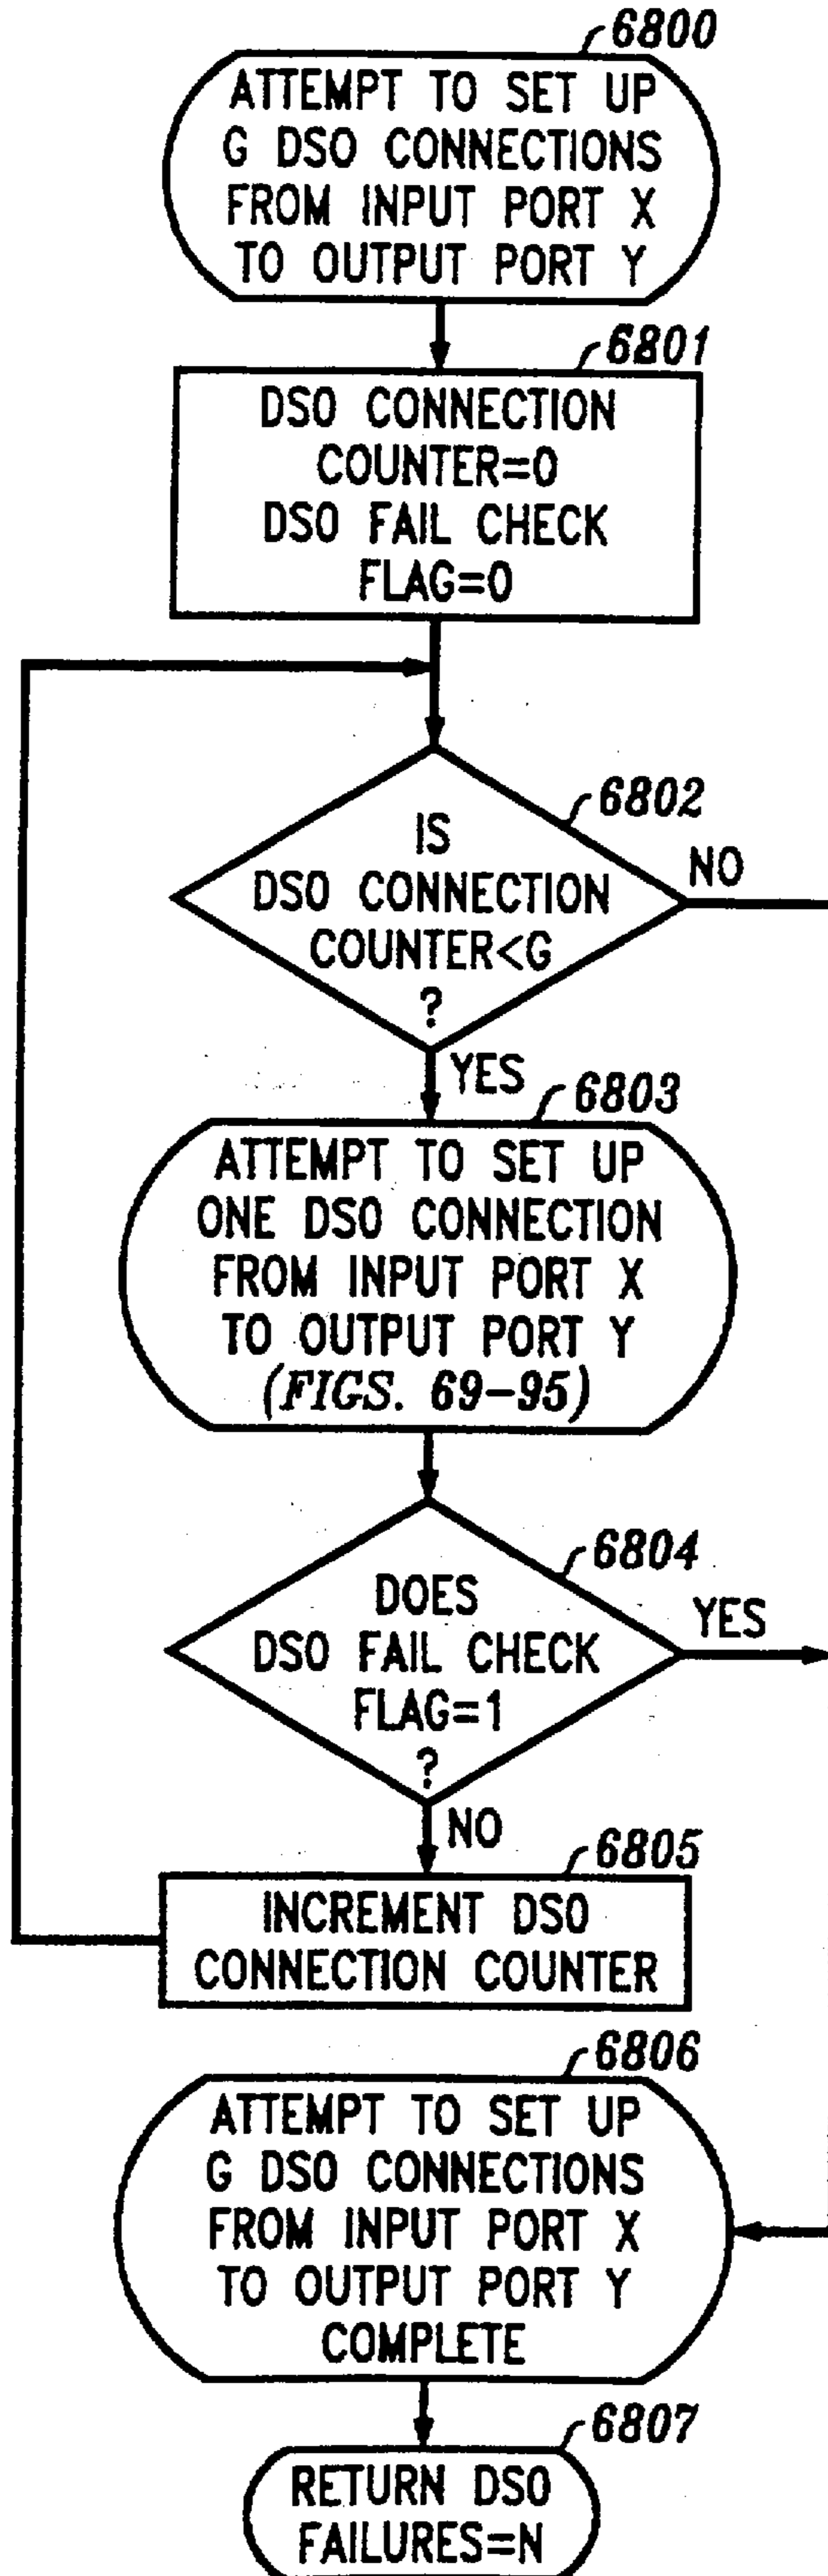 6800
ATTEMPT TO SET UP
G DSO CONNECTIONS
FROM INPUT PORT X
TO OUTPUT PORT Y
6801
DSO CONNECTION
COUNTER=0
DSO FAIL CHECK
FLAG=0
6802
IS
DSO CONNECTION
COUNTER<G
?
NO
YES
6803
ATTEMPT TO SET UP
ONE DSO CONNECTION
FROM INPUT PORT X
TO OUTPUT PORT Y
(FIGS. 69-95)
6804
DOES
DSO FAIL CHECK
FLAG=1
?
YES
NO
6805
INCREMENT DSO
CONNECTION COUNTER
6806
ATTEMPT TO SET UP
G DSO CONNECTIONS
FROM INPUT PORT X
TO OUTPUT PORT Y
COMPLETE
6807
RETURN DSO
FAILURES=N